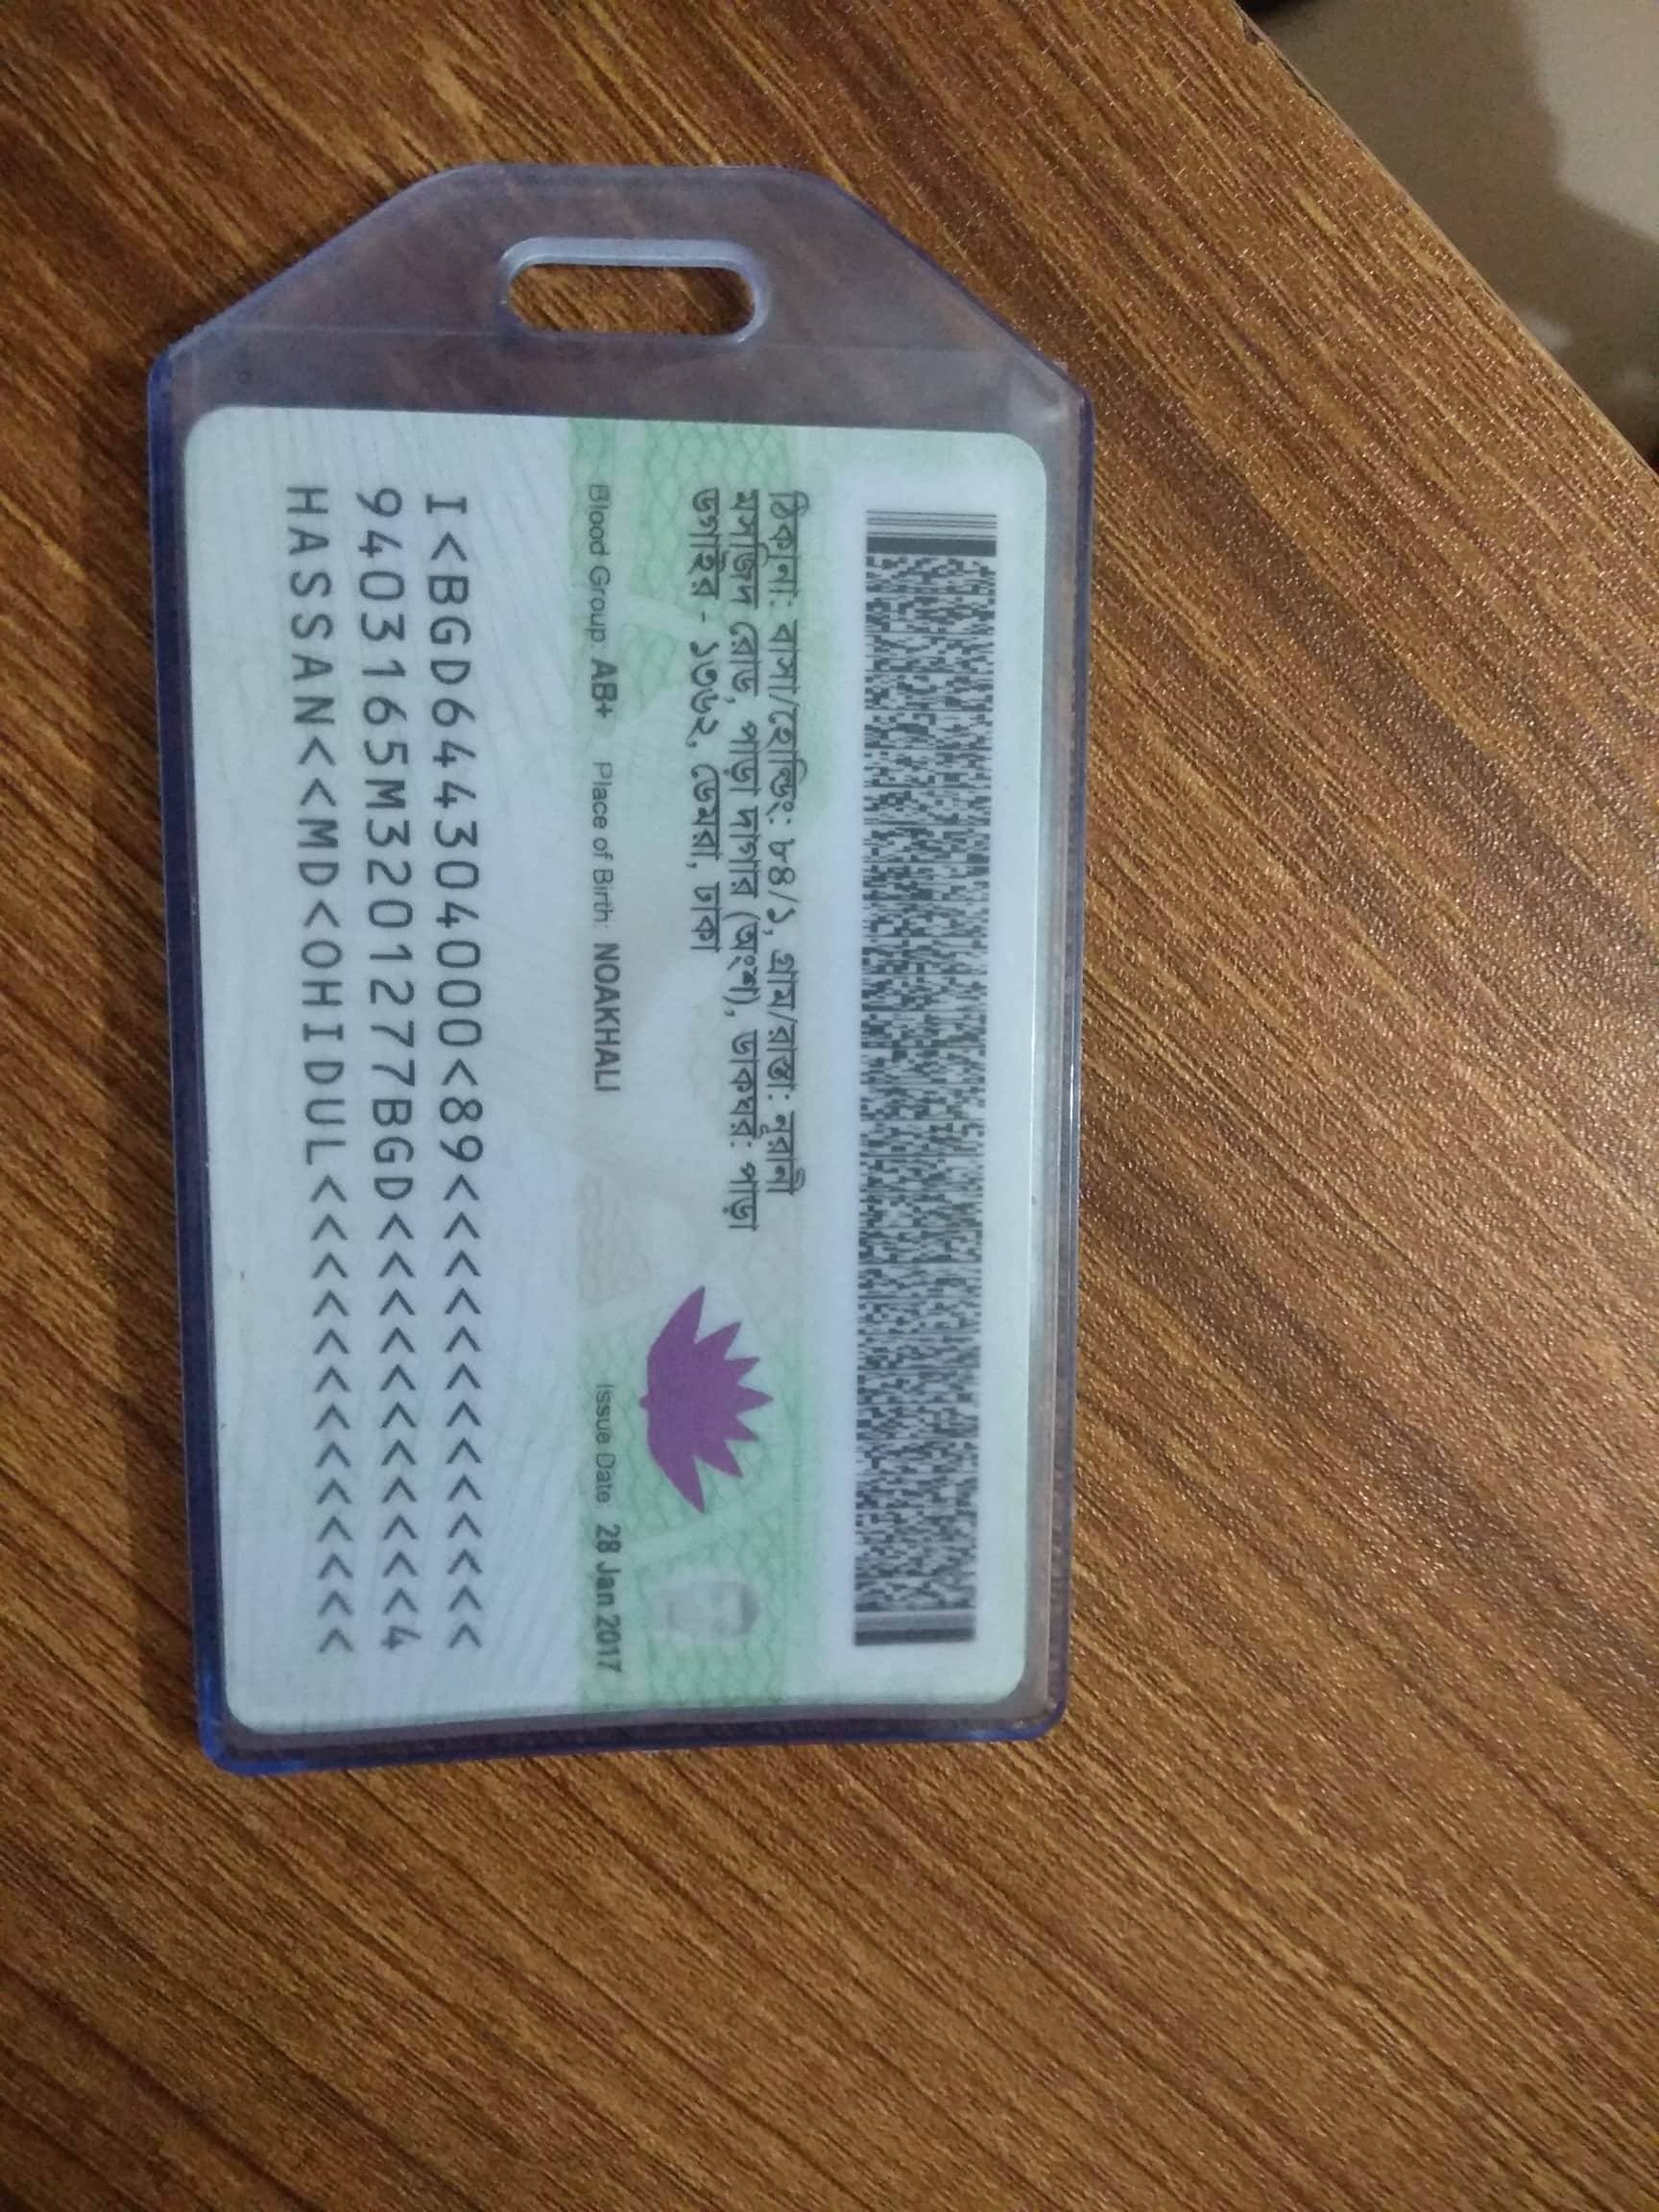 ঠিকানা: বাসা/হোল্ডিং: ৮৪/১, গ্রাম/রাস্তা: নূরানী
মসজিদ রোড, পাড়া দাগার (অংশ), ডাকঘর: পাড়া
ডগাইর - ১৩৬২, ডেমরা, ঢাকা
Blood Group: AB+ Place of Birth: NOAKHALI Issue Date: 28 Jan 2017
I<BGD644304000<89<<<<<<<<<<<<<
9403165M3201277BGD<<<<<<<<<<<4
HASSAN<<MD<OHIDUL<<<<<<<<<<<<<